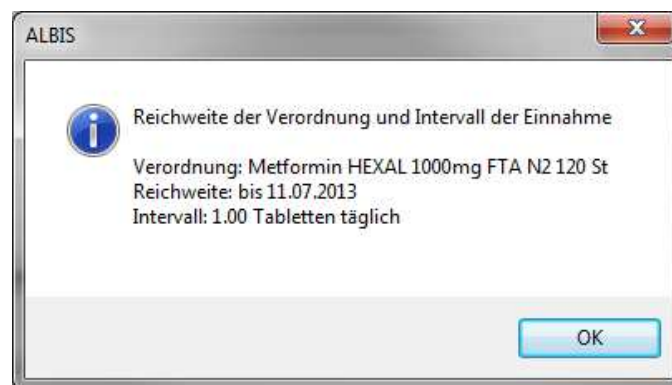 ALBIS
Reichweite der Verordnung und Intervall der Einnahme
Verordnung: Metformin HEXAL 1000mg FTA N2 120 St
Reichweite: bis 11.07.2013
Intervall: 1.00 Tabletten täglich
OK